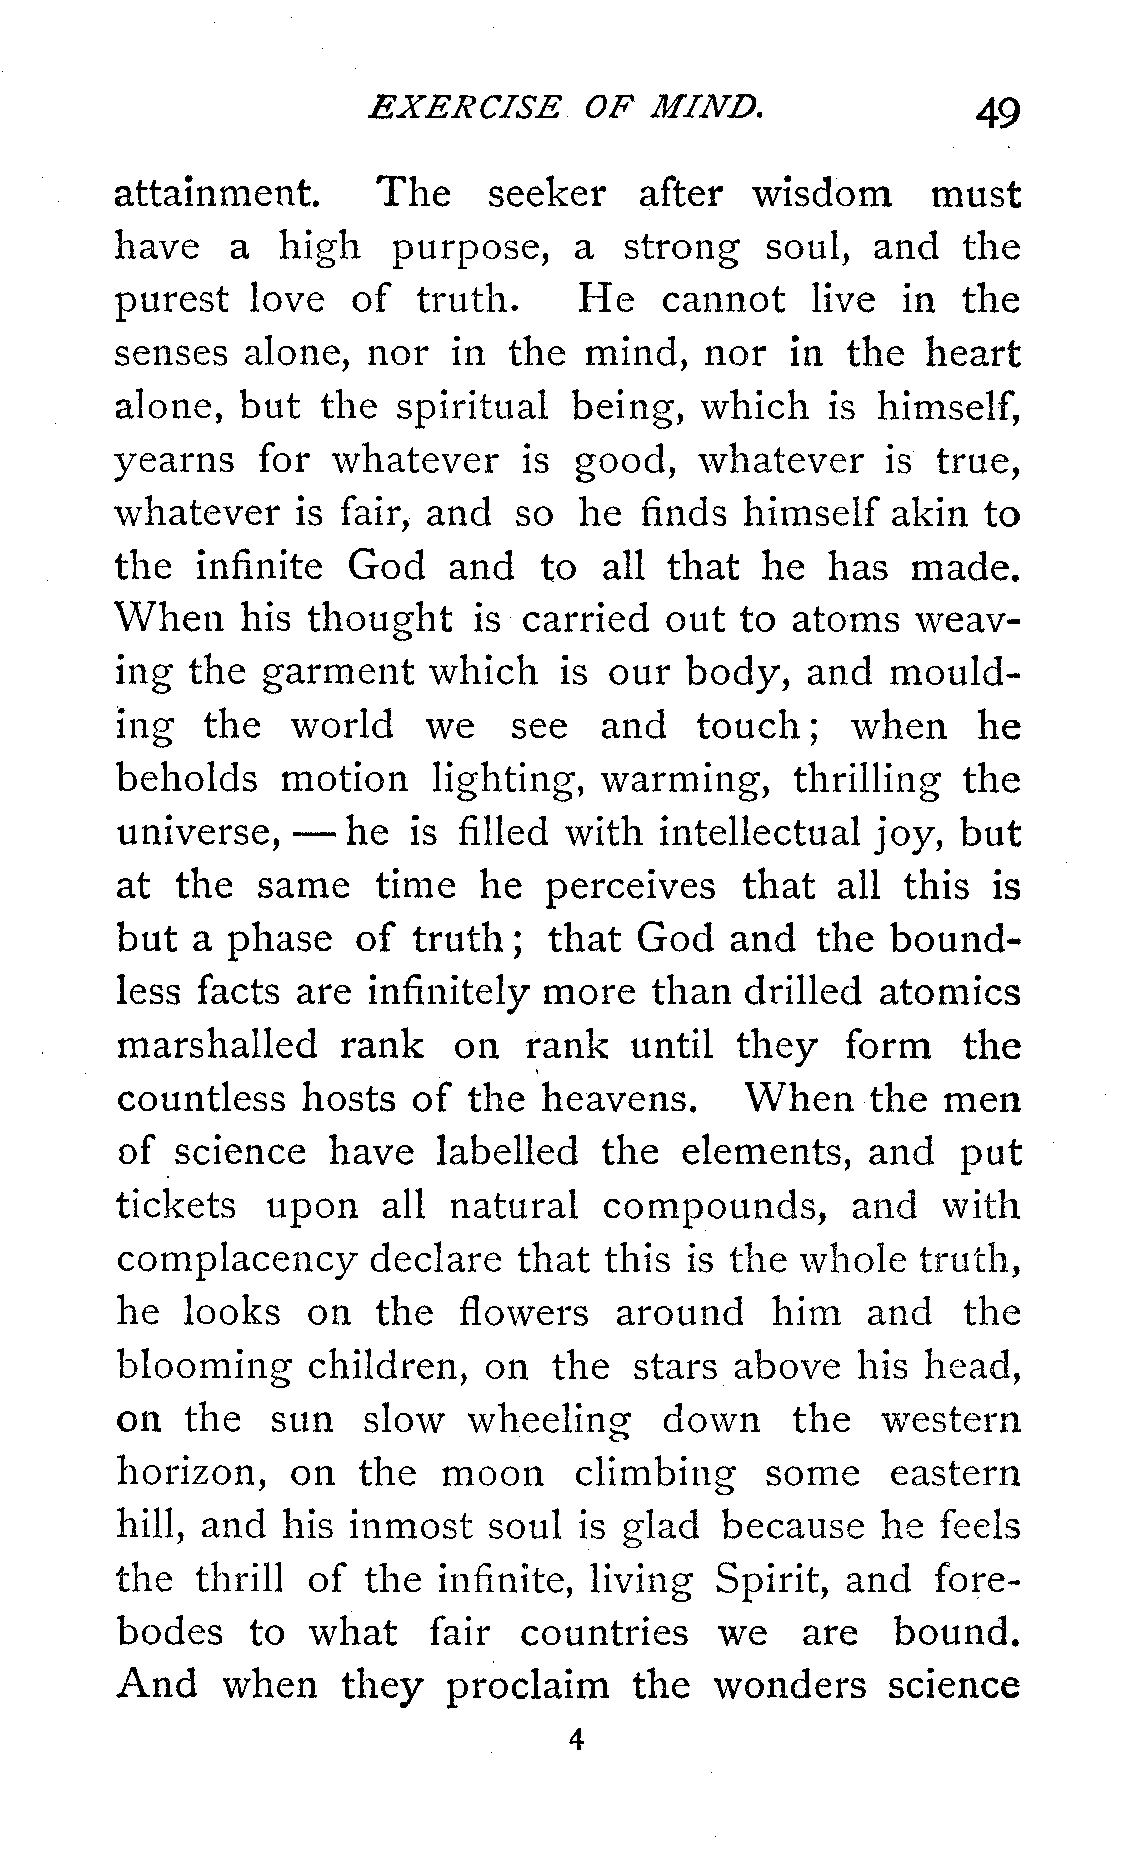 EXERCISE OF MIND. 49
attainment. The seeker after wisdom must
have a high purpose, a strong soul, and the
purest love of truth. He cannot live in the
senses alone, nor in the mind, nor in the heart
alone, but the spiritual being, which is himself,
yearns for whatever is good, whatever is true,
whatever is fair, and so he finds himself akin to
the infinite God and to all that he has made.
When his thought is carried out to atoms weav-
ing the garment which is our body, and mould-
ing the world we see and touch; when he
beholds motion lighting, warming, thrilling the
universe, — he is filled with intellectual joy, but
at the same time he perceives that all this is
but a phase of truth; that God and the bound-
less facts are infinitely more than drilled atomics
marshalled rank on rank until they form the
countless hosts of the heavens. When the men
of science have labelled the elements, and put
tickets upon all natural compounds, and with
complacency declare that this is the whole truth,
he looks on the flowers around him and the
blooming children, on the stars above his head,
on the sun slow wheeling down the western
horizon, on the moon climbing some eastern
hill, and his inmost soul is glad because he feels
the thrill of the infinite, living Spirit, and fore-
bodes to what fair countries we are bound.
And when they proclaim the wonders science
4